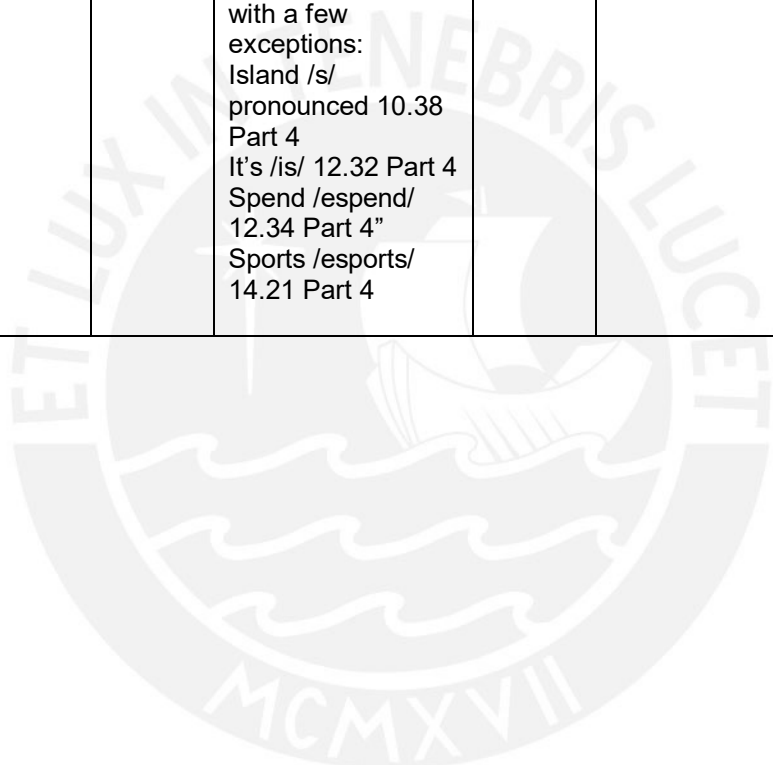 with a few
exceptions:
Island /s/
pronounced 10.38
Part 4
It’s /is/ 12.32 Part 4
Spend /espend/
12.34 Part 4”
Sports /esports/
14.21 Part 4
ET LUX IN TENEBRIS LUCET
MCMXVII